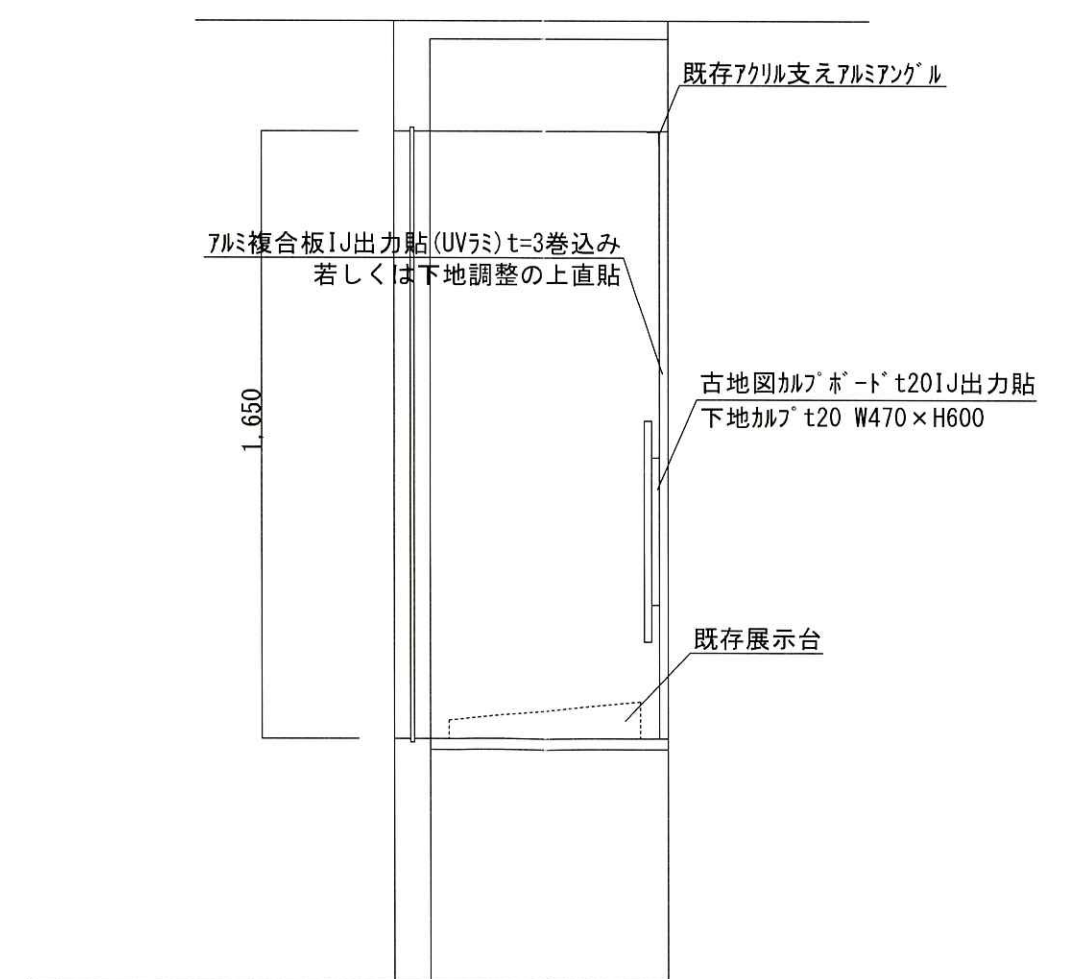 既存ｱｸﾘﾙ支えｱﾙﾐｱﾝｸﾞﾙ
ｱﾙﾐ複合板IJ出力貼(UVﾗﾐ)t=3巻込み
若しくは下地調整の上直貼
1,650
古地図ｶﾙﾌﾟﾎﾞｰﾄﾞt20IJ出力貼
下地ｶﾙﾌﾟt20 W470×H600
既存展示台